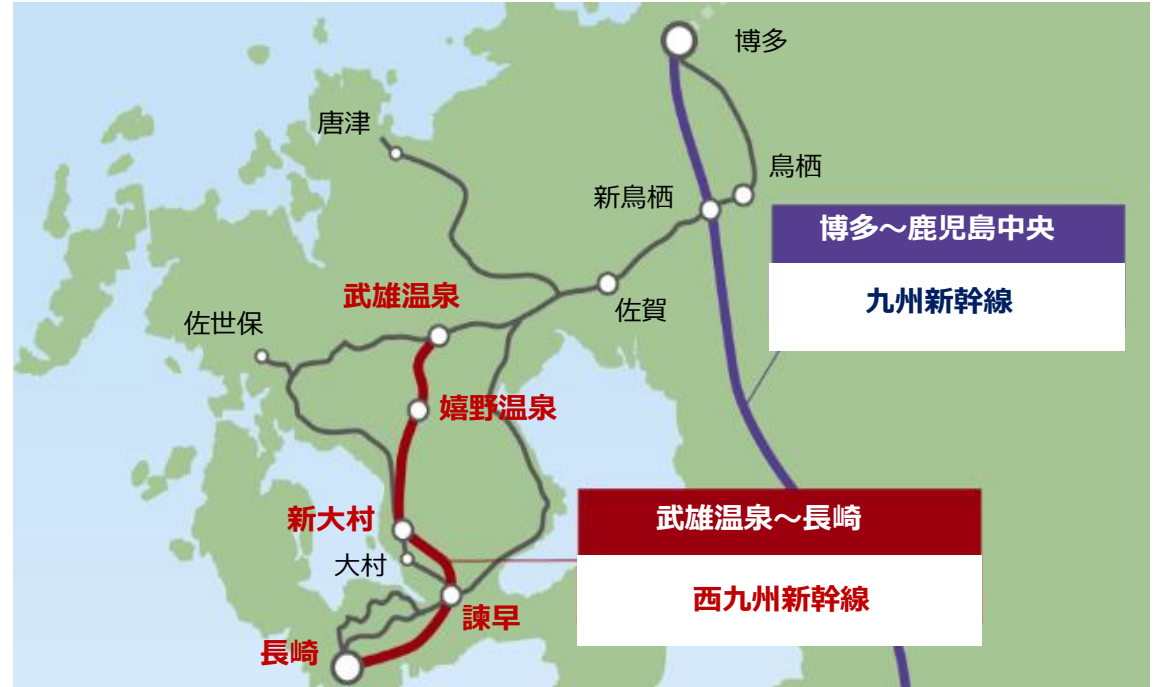 博多
唐津
鳥栖
新鳥栖
博多～鹿児島中央
九州新幹線
武雄温泉
佐賀
佐世保
嬉野温泉
新大村
大村
武雄温泉～長崎
西九州新幹線
諫早
長崎